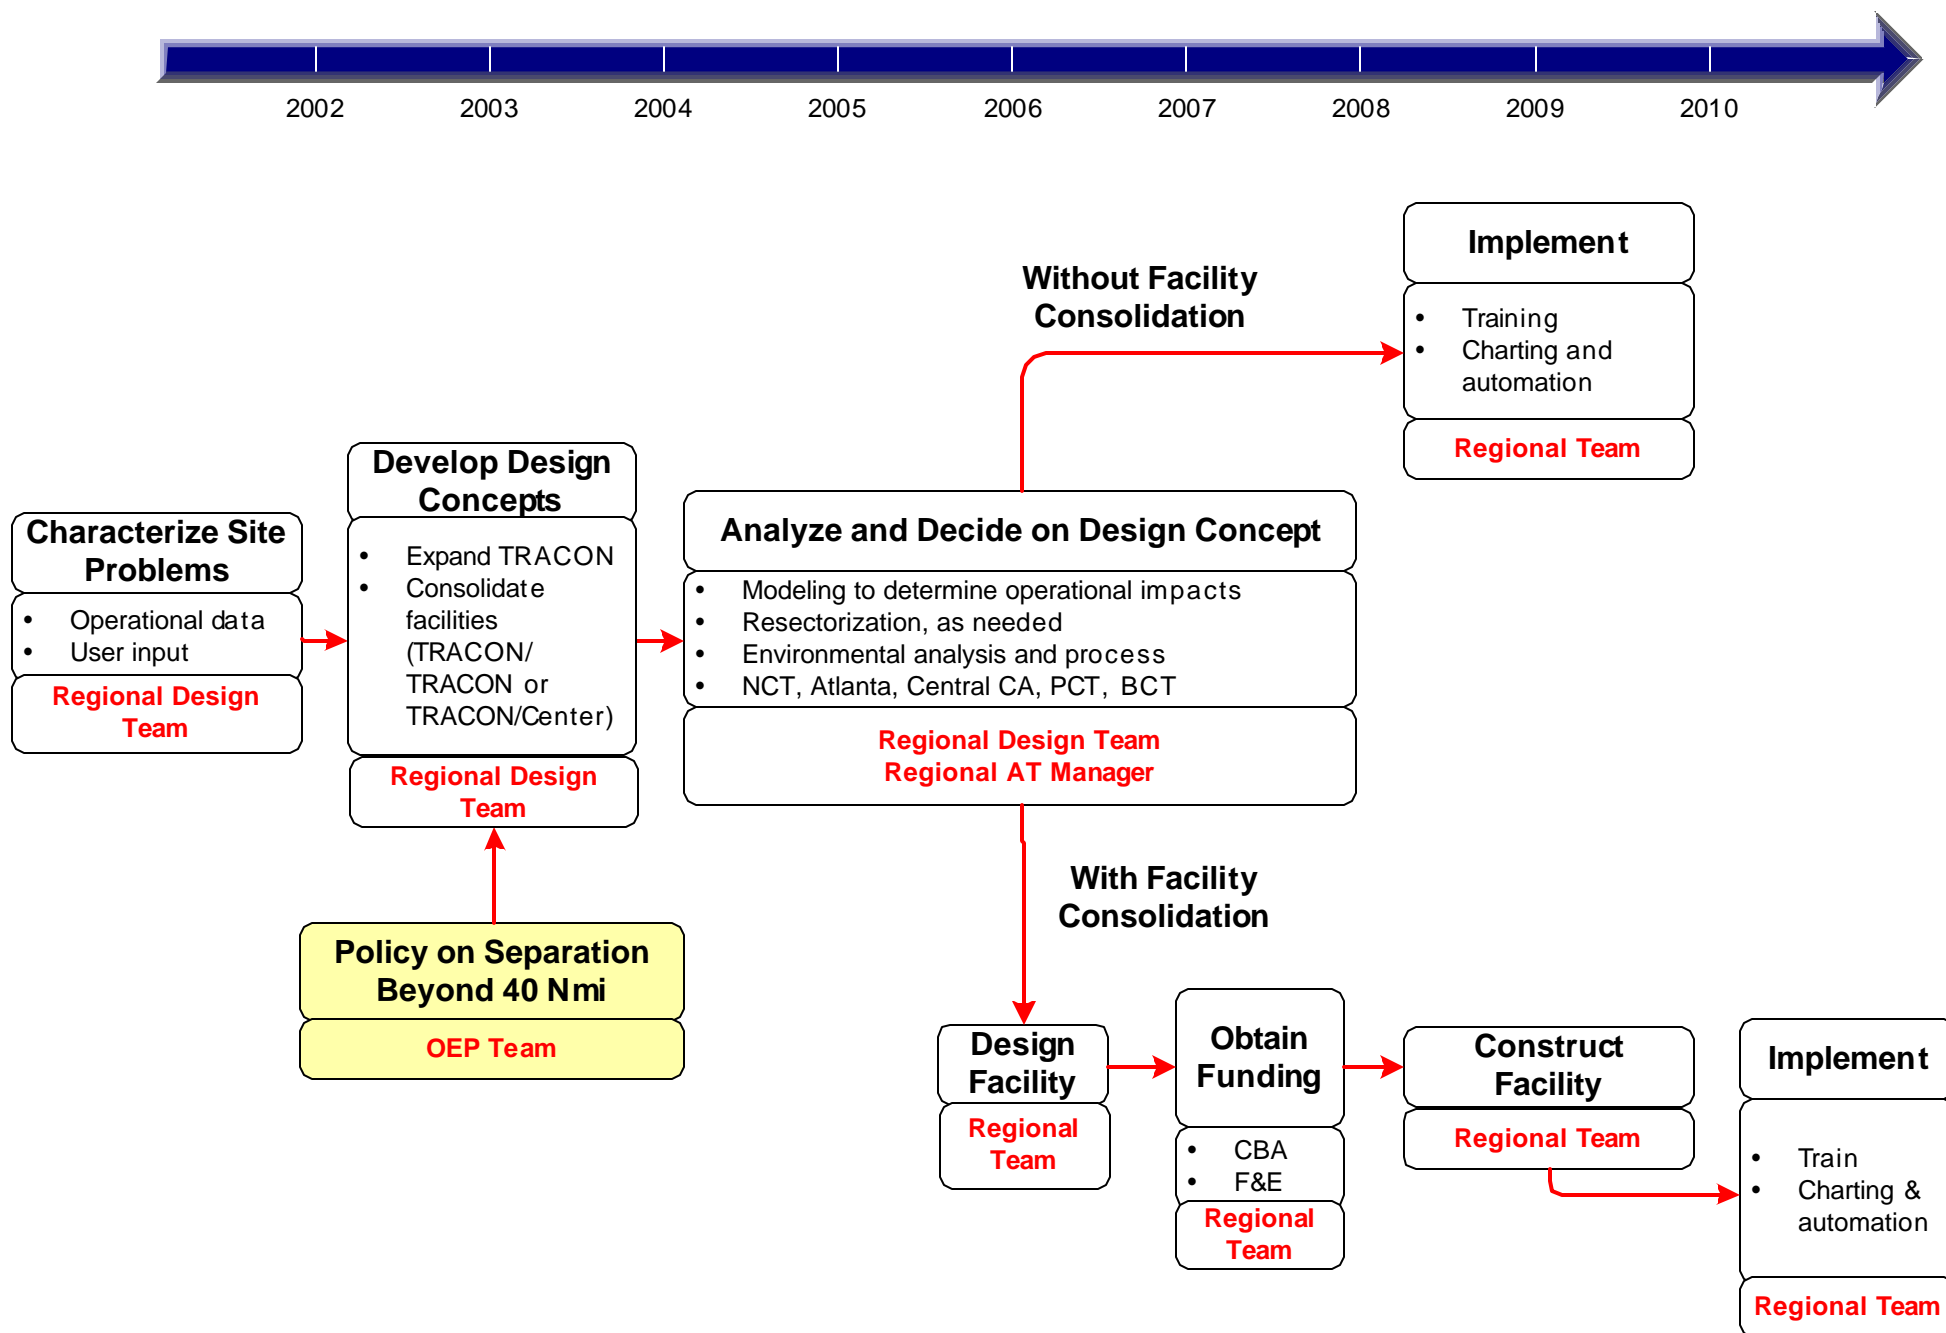 2002 2003 2004 2005 2006 2007 2008 2009 2010
Without Facility
Consolidation
Implement
• Training
• Charting and
automation
Regional Team
Characterize Site
Problems
• Operational data
• User input
Regional Design
Team
Develop Design
Concepts
• Expand TRACON
• Consolidate
facilities
(TRACON/
TRACON or
TRACON/Center)
Regional Design
Team
Analyze and Decide on Design Concept
• Modeling to determine operational impacts
• Resectorization, as needed
• Environmental analysis and process
• NCT, Atlanta, Central CA, PCT, BCT
Regional Design Team
Regional AT Manager
Policy on Separation
Beyond 40 Nmi
OEP Team
With Facility
Consolidation
Design
Facility
Regional
Team
Obtain
Funding
• CBA
• F&E
Regional
Team
Construct
Facility
Regional Team
Implement
• Train
• Charting &
automation
Regional Team